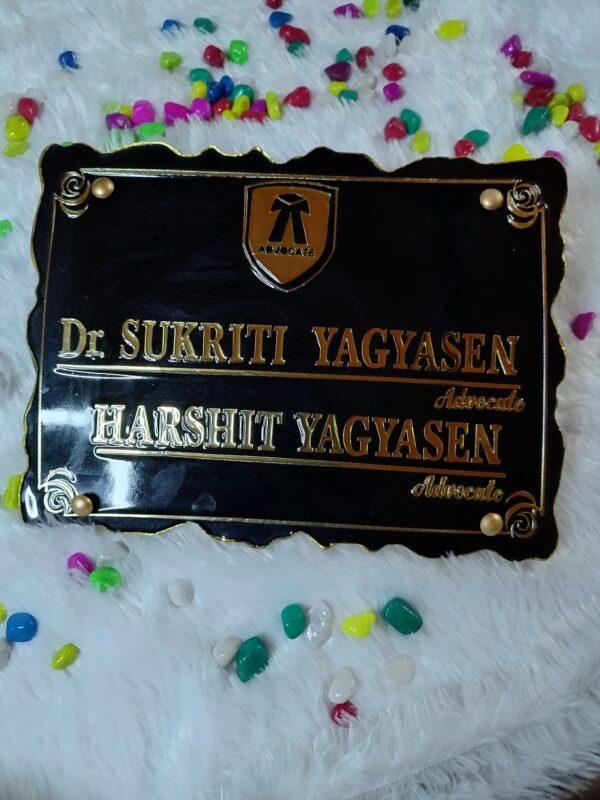 ADVOCATE
Dr. SUKRITI YAGYASEN
Advocate
HARSHIT YAGYASEN
Advocate